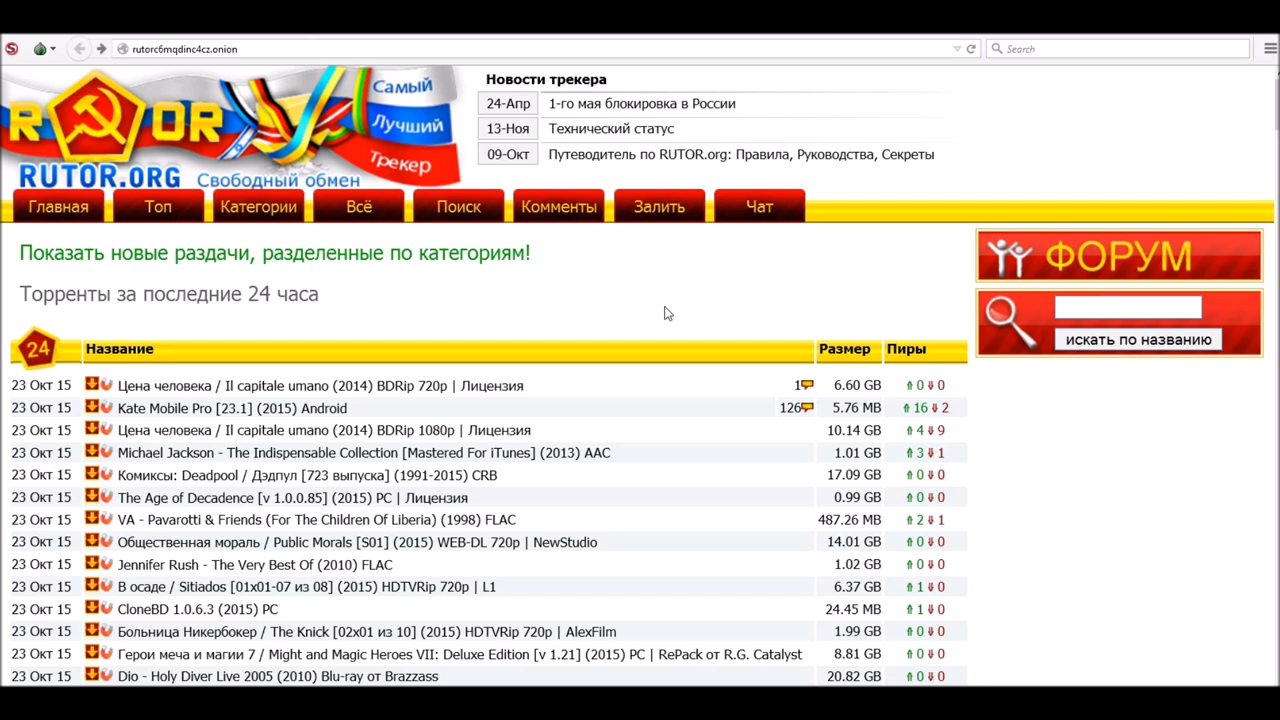 rutorc6mqdinc4cz.onion
Search
R OR
Самый
Лучший
Трекер
RUTOR.ORG Свободный обмен
Новости трекера
24-Апр 1-го мая блокировка в России
13-Ноя Технический статус
09-Окт Путеводитель по RUTOR.org: Правила, Руководства, Секреты
Главная Топ Категории Всё Поиск Комменты Залить Чат
Показать новые раздачи, разделенные по категориям!
ФОРУМ
Торренты за последние 24 часа
искать по названию
24 Название Размер Пиры
23 Окт 15 Цена человека / Il capitale umano (2014) BDRip 720p | Лицензия 1 6.60 GB 0 0
23 Окт 15 Kate Mobile Pro [23.1] (2015) Android 126 5.76 MB 16 2
23 Окт 15 Цена человека / Il capitale umano (2014) BDRip 1080p | Лицензия 10.14 GB 4 9
23 Окт 15 Michael Jackson - The Indispensable Collection [Mastered For iTunes] (2013) AAC 1.01 GB 3 1
23 Окт 15 Комиксы: Deadpool / Дэдпул [723 выпуска] (1991-2015) CRB 17.09 GB 0 0
23 Окт 15 The Age of Decadence [v 1.0.0.85] (2015) PC | Лицензия 0.99 GB 0 0
23 Окт 15 VA - Pavarotti & Friends (For The Children Of Liberia) (1998) FLAC 487.26 MB 2 1
23 Окт 15 Общественная мораль / Public Morals [S01] (2015) WEB-DL 720p | NewStudio 14.01 GB 0 0
23 Окт 15 Jennifer Rush - The Very Best Of (2010) FLAC 1.02 GB 0 0
23 Окт 15 В осаде / Sitiados [01x01-07 из 08] (2015) HDTVRip 720p | L1 6.37 GB 1 0
23 Окт 15 CloneBD 1.0.6.3 (2015) PC 24.45 MB 1 0
23 Окт 15 Больница Никербокер / The Knick [02x01 из 10] (2015) HDTVRip 720p | AlexFilm 1.99 GB 0 0
23 Окт 15 Герои меча и магии 7 / Might and Magic Heroes VII: Deluxe Edition [v 1.21] (2015) PC | RePack от R.G. Catalyst 8.81 GB 0 0
23 Окт 15 Dio - Holy Diver Live 2005 (2010) Blu-ray от Brazzass 20.82 GB 0 0